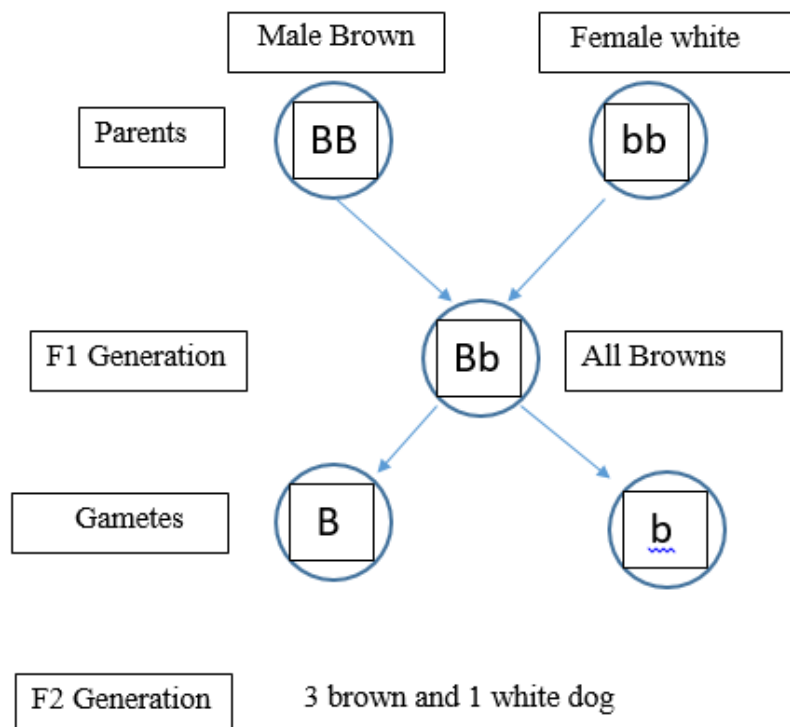 Male Brown
Female white
Parents
BB
bb
F1 Generation
Bb
All Browns
Gametes
B
b
F2 Generation
3 brown and 1 white dog